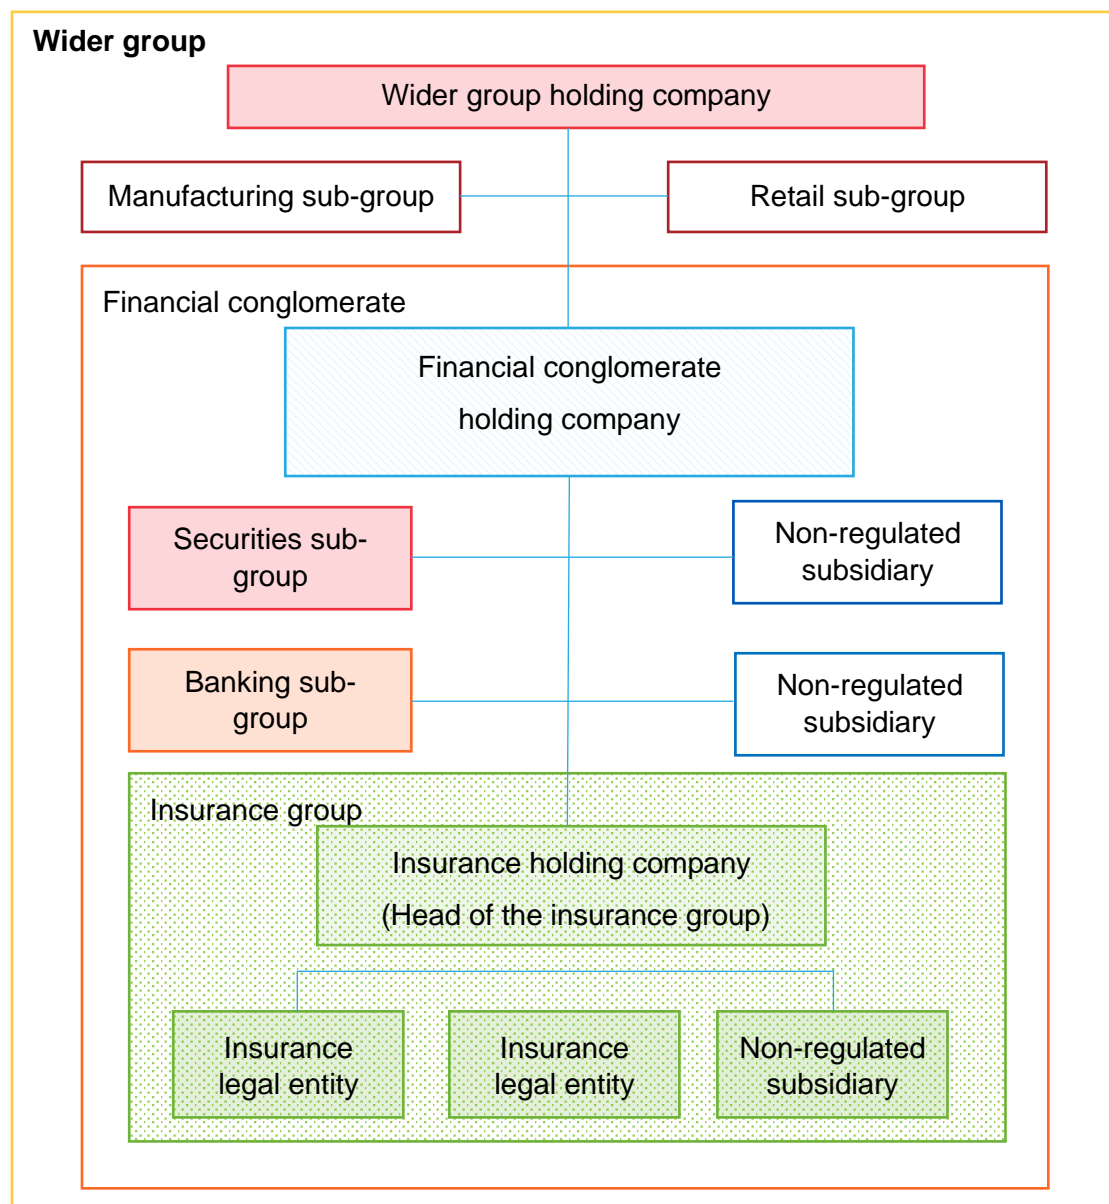 Wider group
Wider group holding company
Manufacturing sub-group
Retail sub-group
Financial conglomerate
Financial conglomerate
holding company
Securities sub-
group
Non-regulated
subsidiary
Banking sub-
group
Non-regulated
subsidiary
Insurance group
Insurance holding company
(Head of the insurance group)
Insurance
legal entity
Insurance
legal entity
Non-regulated
subsidiary